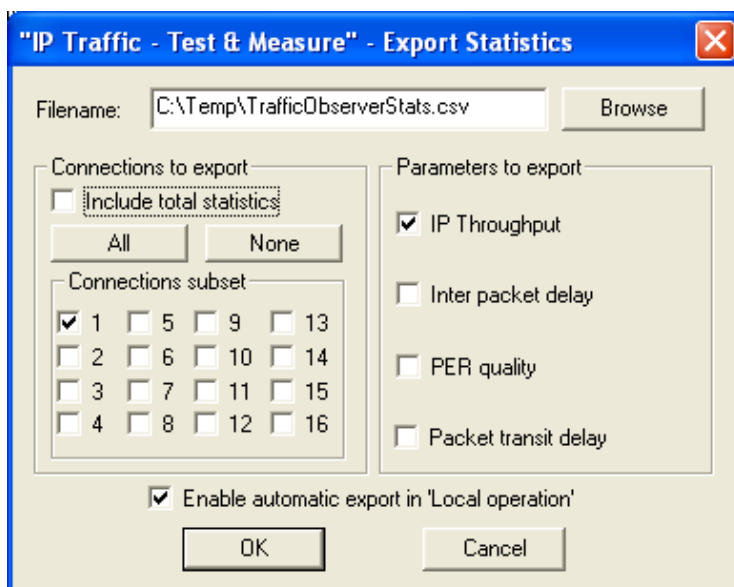 "IP Traffic - Test & Measure" - Export Statistics
Filename: C:\Temp\TrafficObserverStats.csv Browse
Connections to export
Include total statistics
All None
Connections subset
1 5 9 13
2 6 10 14
3 7 11 15
4 8 12 16
Parameters to export
IP Throughput
Inter packet delay
PER quality
Packet transit delay
Enable automatic export in 'Local operation'
OK Cancel